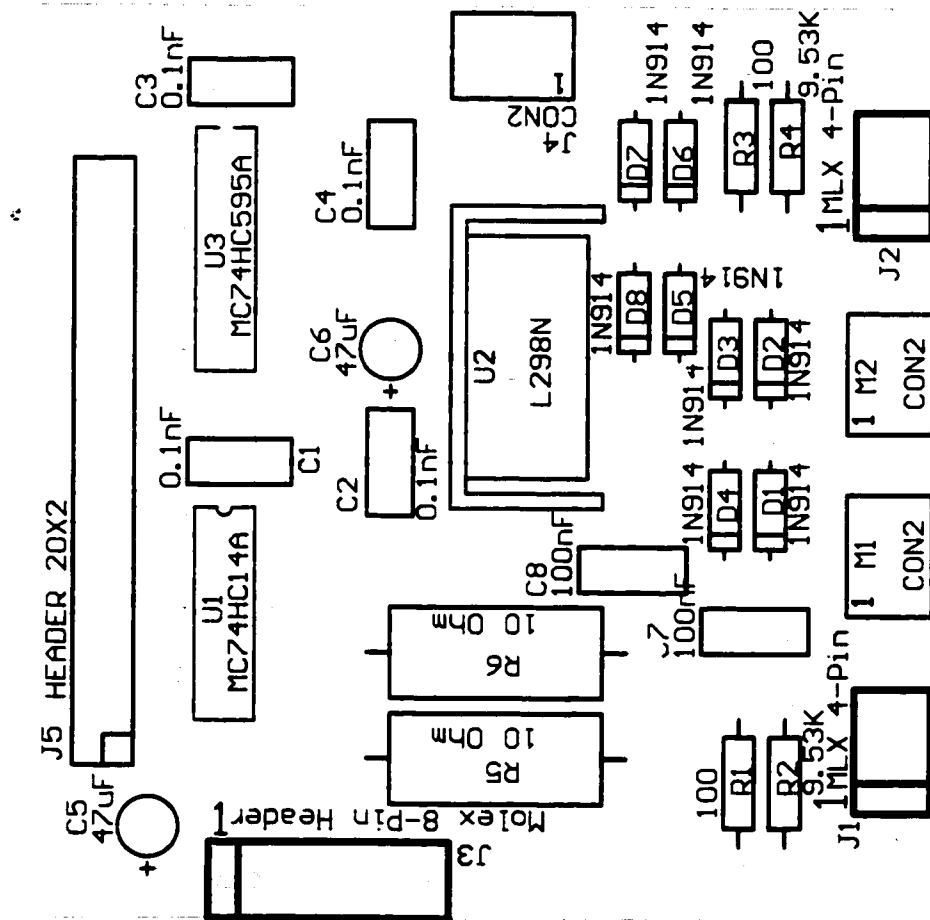 J5 HEADER 20X2
C5
47uF
+
U1
MC74HC14A
0.1nF
C1
U3
MC74HC595A
C3
0.1nF
C4
0.1nF
C6
47uF
+
C2
0.1nF
J4
CON2
1
U2
L298N
C8
100nF
100nF
R6
10 Ohm
R5
10 Ohm
Molex 8-Pin Header
1
J3
D7
1N914
D6
1N914
D8
1N914
D5
1N914
D3
1N914
D2
1N914
D4
1N914
D1
1N914
R3
100
R4
9.53K
R1
100
R2
9.53K
1 MLX 4-Pin
J2
1 M2
CON2
1 M1
CON2
1 MLX 4-Pin
J1